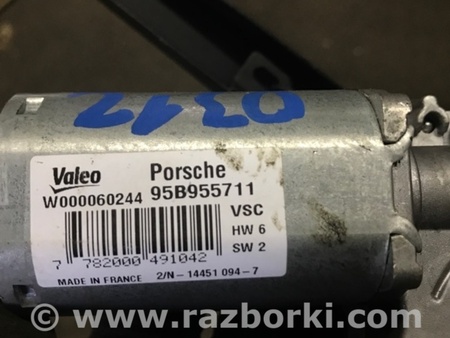 0312
Valeo Porsche
W000060244 95B955711
VSC
HW 6
SW 2
7 782000 491042
MADE IN FRANCE 2/N - 14451 094 - 7
© www.razborki.com